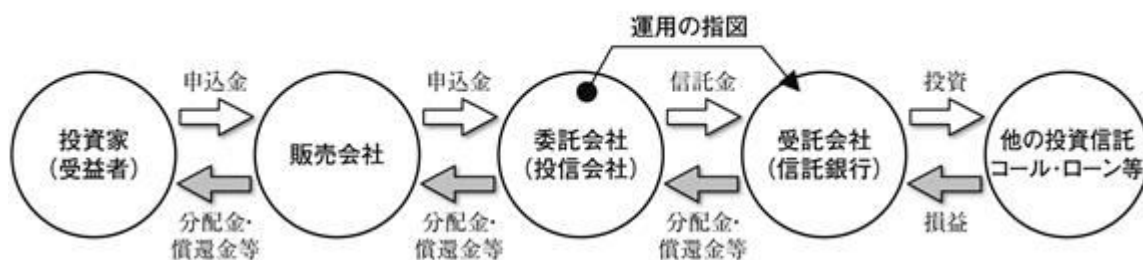 運用の指図
申込金
申込金
信託金
投資
投資家
(受益者)
販売会社
委託会社
(投信会社)
受託会社
(信託銀行)
他の投資信託
コール・ローン等
分配金・
償還金等
分配金・
償還金等
分配金・
償還金等
損益